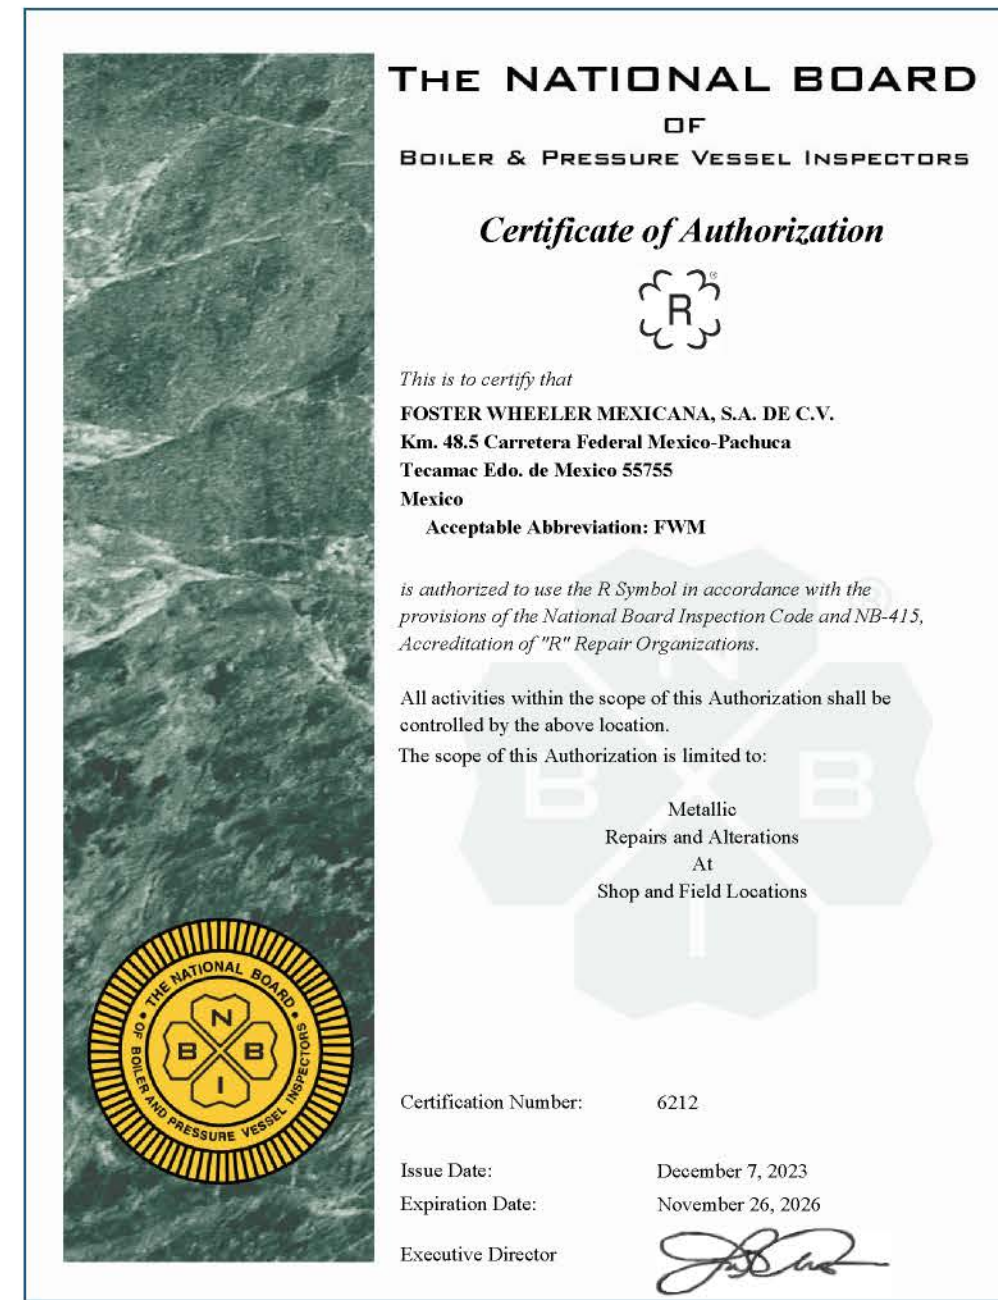 THE NATIONAL BOARD
OF
BOILER & PRESSURE VESSEL INSPECTORS
Certificate of Authorization
R
®
This is to certify that
FOSTER WHEELER MEXICANA, S.A. DE C.V.
Km. 48.5 Carretera Federal Mexico-Pachuca
Tecamac Edo. de Mexico 55755
Mexico
Acceptable Abbreviation: FWM
is authorized to use the R Symbol in accordance with the
provisions of the National Board Inspection Code and NB-415,
Accreditation of "R" Repair Organizations.
All activities within the scope of this Authorization shall be
controlled by the above location.
The scope of this Authorization is limited to:
Metallic
Repairs and Alterations
At
Shop and Field Locations
N
B B
I
®
• THE NATIONAL BOARD •
OF BOILER AND PRESSURE VESSEL INSPECTORS
N
B B
I
Certification Number: 6212
Issue Date: December 7, 2023
Expiration Date: November 26, 2026
Executive Director